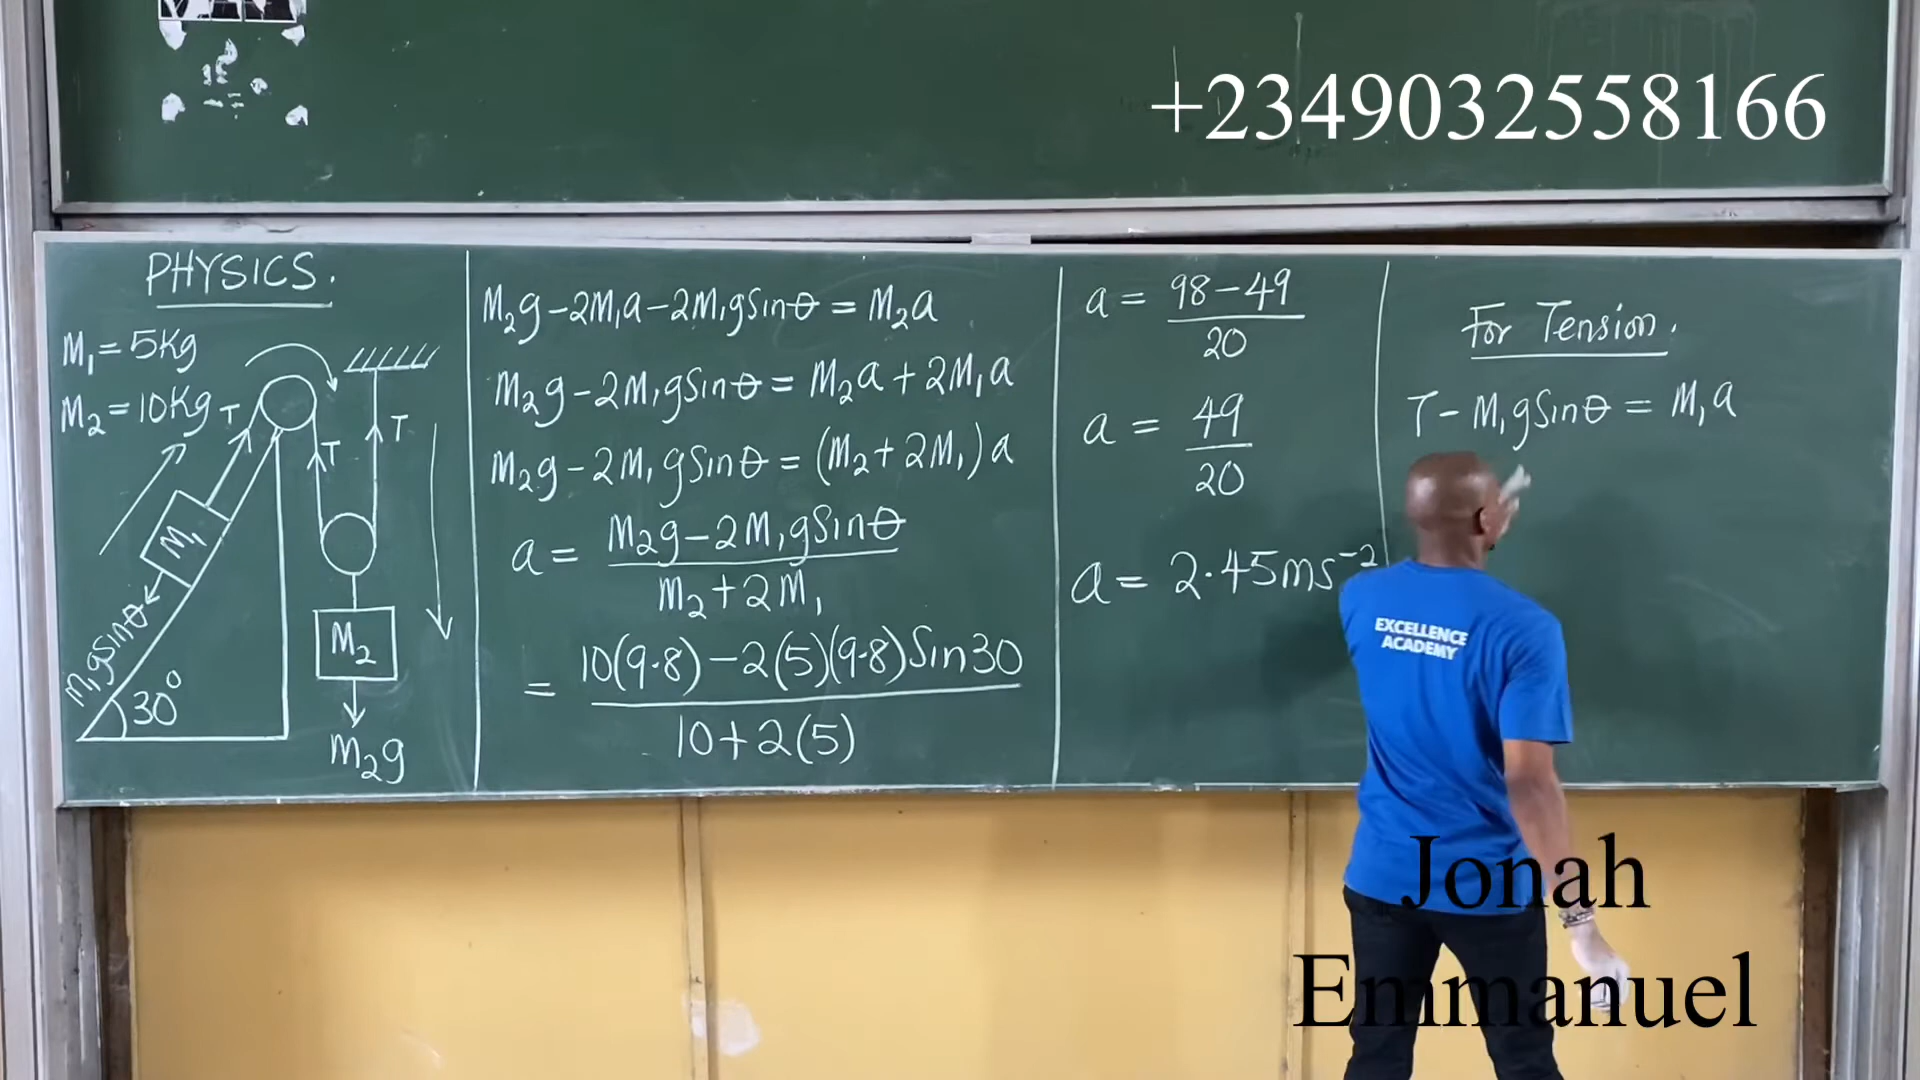 +2349032558166
PHYSICS.
M₁ = 5Kg
M₂ = 10Kg
T
T
T
M₁
M₁gsinθ
30°
M₂
M₂g
M₂g - 2M₁a - 2M₁gsinθ = M₂a
M₂g - 2M₁gsinθ = M₂a + 2M₁a
M₂g - 2M₁gsinθ = (M₂ + 2M₁)a
a = M₂g - 2M₁gsinθ
M₂ + 2M₁
= 10(9.8) - 2(5)(9.8)Sin30
10 + 2(5)
a = 98 - 49
20
a = 49
20
a = 2.45ms⁻²
For Tension.
T - M₁gsinθ = M₁a
EXCELLENCE
ACADEMY
Jonah
Emmanuel